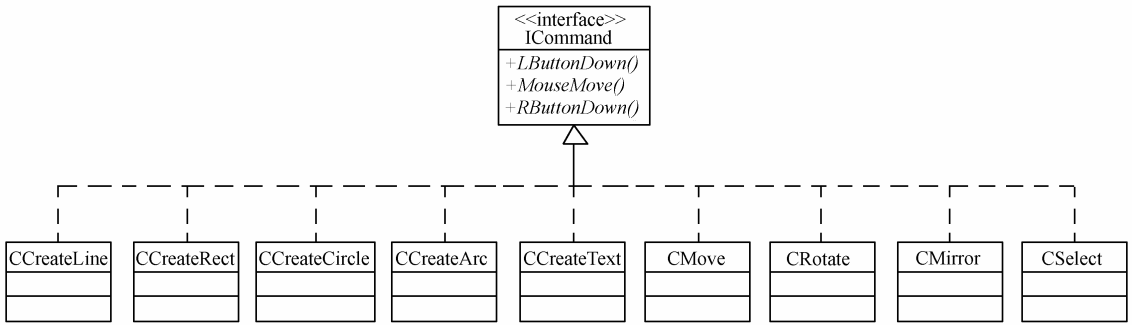 <<interface>>
ICommand
+LButtonDown()
+MouseMove()
+RButtonDown()
CCreateLine
CCreateRect
CCreateCircle
CCreateArc
CCreateText
CMove
CRotate
CMirror
CSelect